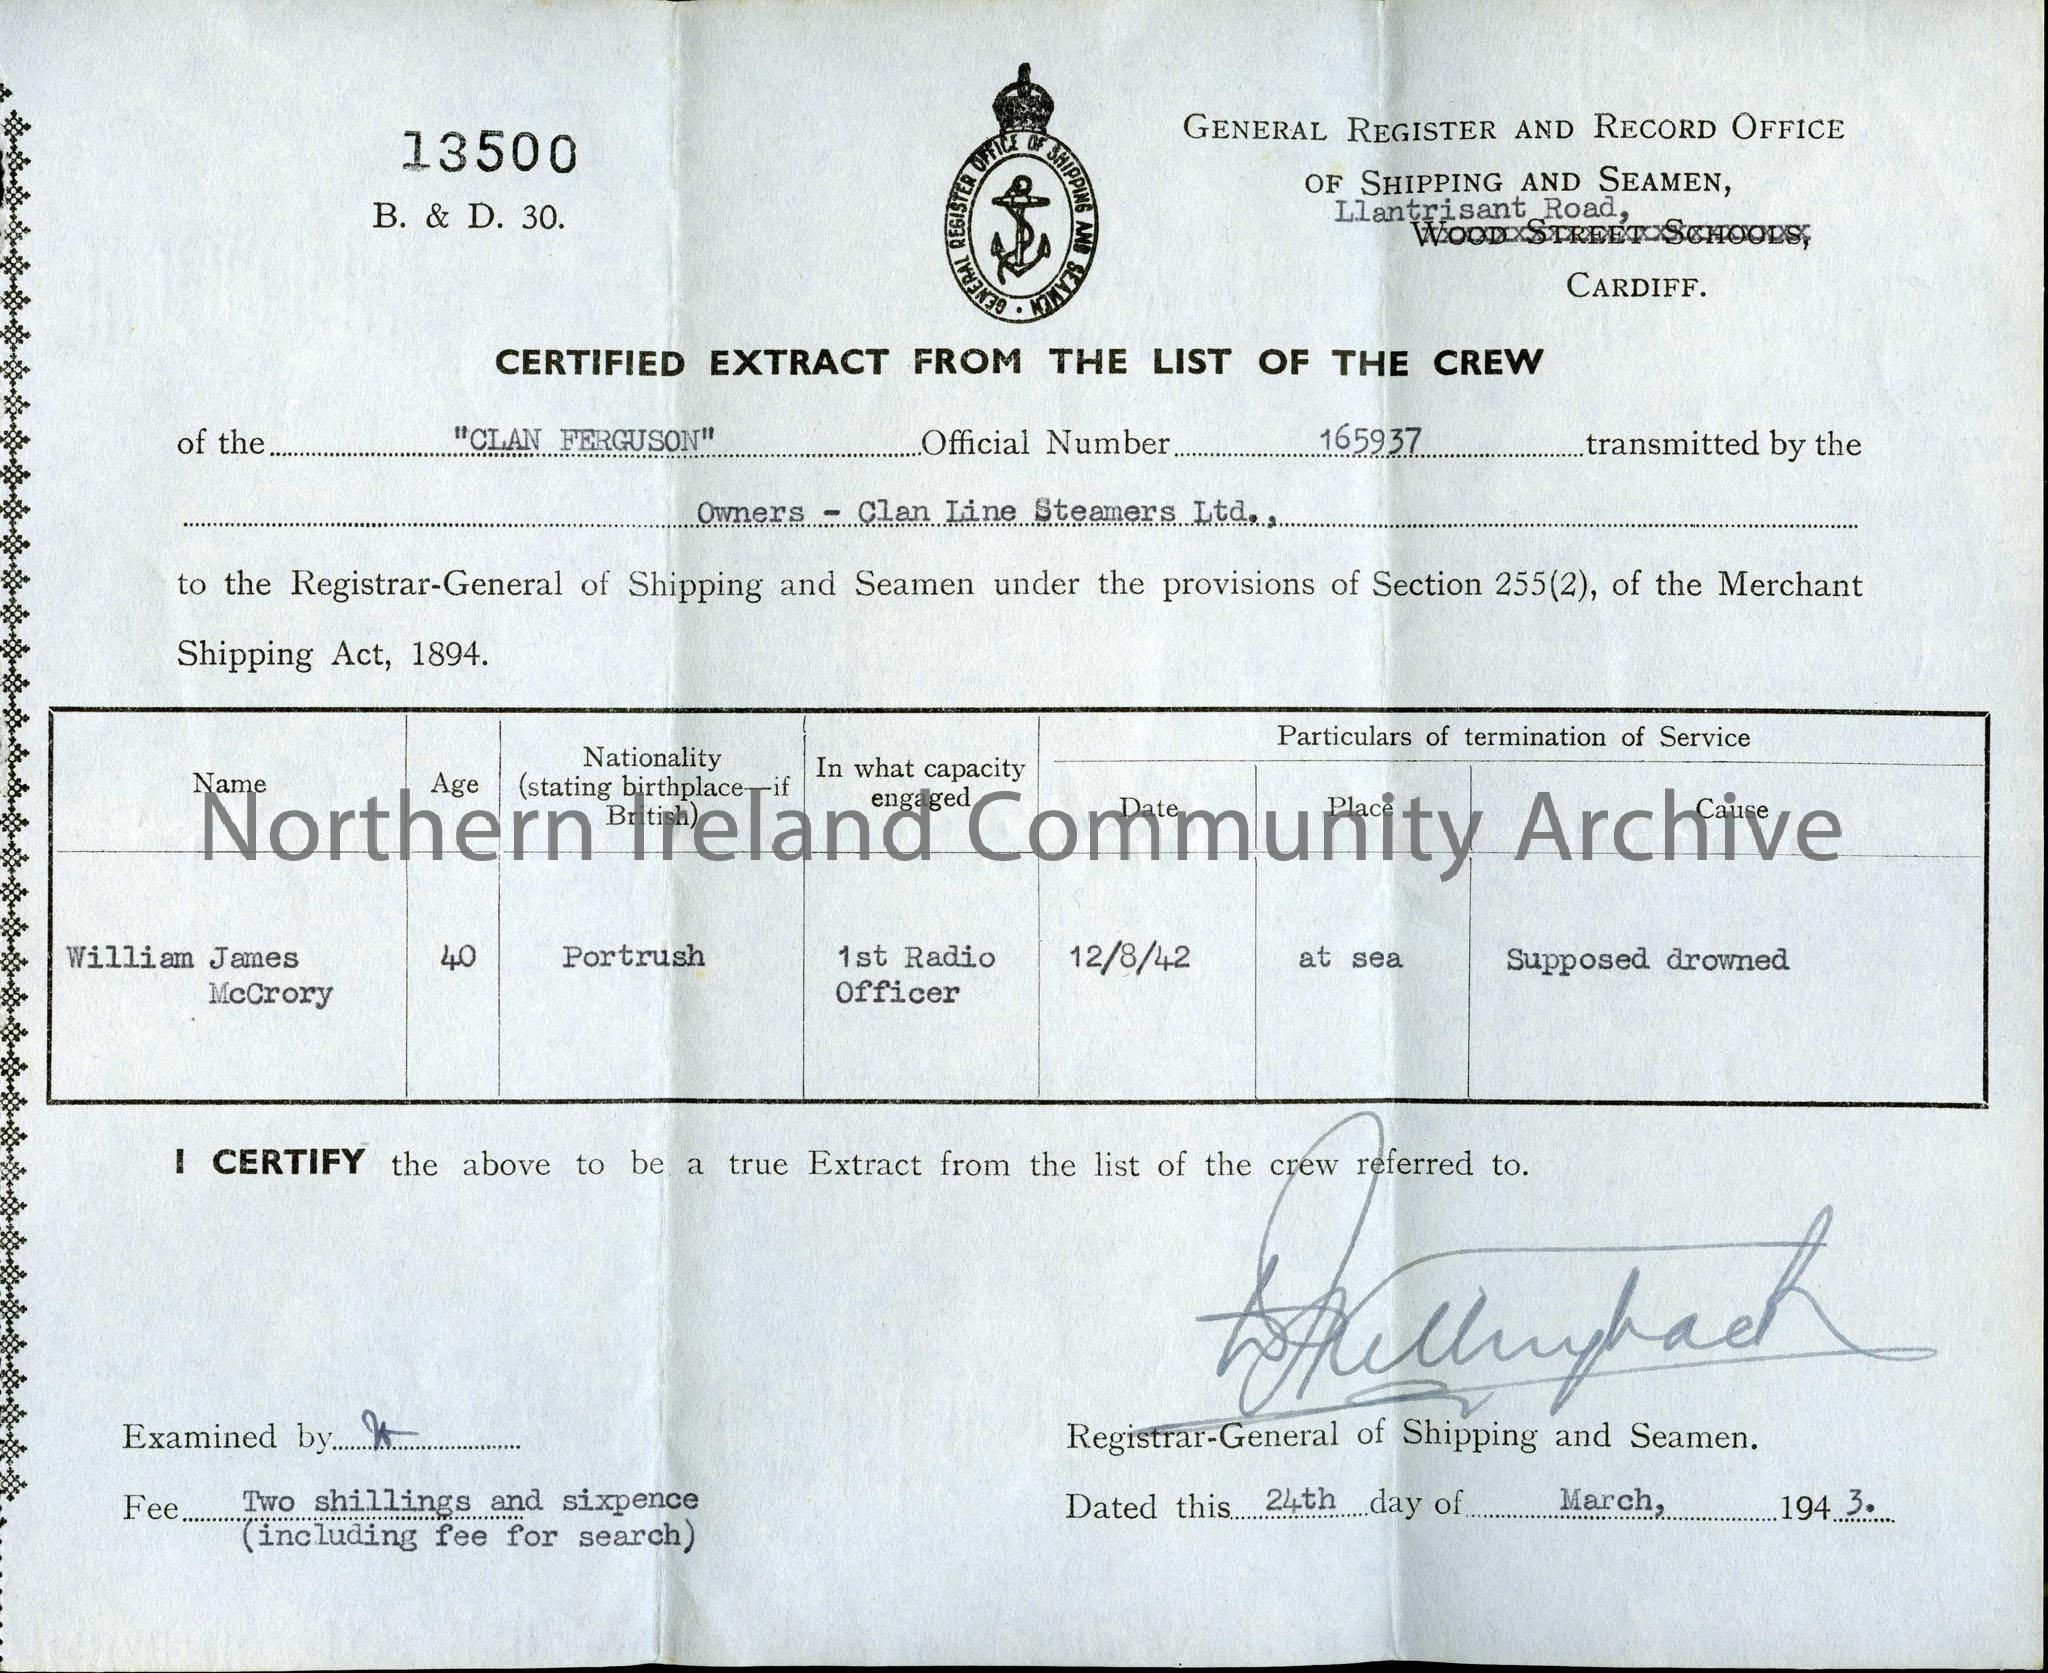 13500
B. & D. 30.
GENERAL REGISTER OFFICE OF SHIPPING AND SEAMEN ·
GENERAL REGISTER AND RECORD OFFICE
OF SHIPPING AND SEAMEN,
Llantrisant Road,
WOOD STREET SCHOOLS,
CARDIFF.
CERTIFIED EXTRACT FROM THE LIST OF THE CREW
of the "CLAN FERGUSON" Official Number 165937 transmitted by the
Owners - Clan Line Steamers Ltd.,
to the Registrar-General of Shipping and Seamen under the provisions of Section 255(2), of the Merchant
Shipping Act, 1894.
Name
Age
Nationality
(stating birthplace—if
British)
In what capacity
engaged
Particulars of termination of Service
Date
Place
Cause
Northern Ireland Community Archive
William James
McCrory
40
Portrush
1st Radio
Officer
12/8/42
at sea
Supposed drowned
I CERTIFY the above to be a true Extract from the list of the crew referred to.
Examined by
Registrar-General of Shipping and Seamen.
Fee Two shillings and sixpence
(including fee for search)
Dated this 24th day of March, 1943.